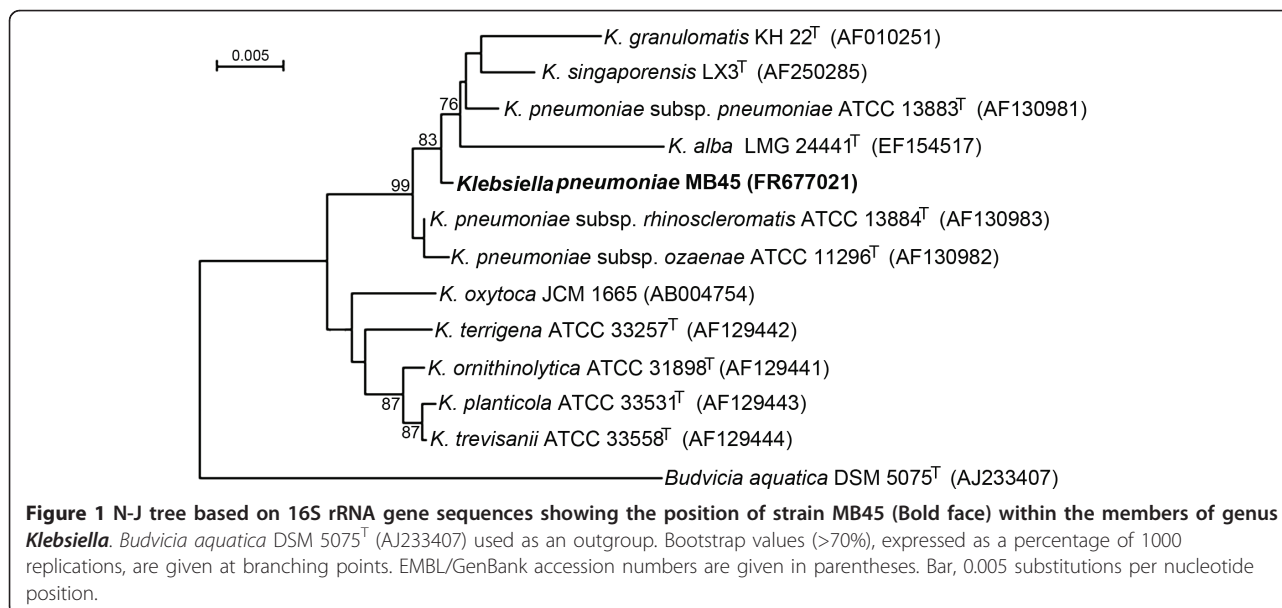 0.005
K. granulomatis KH 22T (AF010251)
K. singaporensis LX3T (AF250285)
76
K. pneumoniae subsp. pneumoniae ATCC 13883T (AF130981)
83
K. alba LMG 24441T (EF154517)
99
Klebsiella pneumoniae MB45 (FR677021)
K. pneumoniae subsp. rhinoscleromatis ATCC 13884T (AF130983)
K. pneumoniae subsp. ozaenae ATCC 11296T (AF130982)
K. oxytoca JCM 1665 (AB004754)
K. terrigena ATCC 33257T (AF129442)
K. ornithinolytica ATCC 31898T (AF129441)
87
K. planticola ATCC 33531T (AF129443)
87
K. trevisanii ATCC 33558T (AF129444)
Budvicia aquatica DSM 5075T (AJ233407)
Figure 1 N-J tree based on 16S rRNA gene sequences showing the position of strain MB45 (Bold face) within the members of genus
Klebsiella. Budvicia aquatica DSM 5075T (AJ233407) used as an outgroup. Bootstrap values (>70%), expressed as a percentage of 1000
replications, are given at branching points. EMBL/GenBank accession numbers are given in parentheses. Bar, 0.005 substitutions per nucleotide
position.